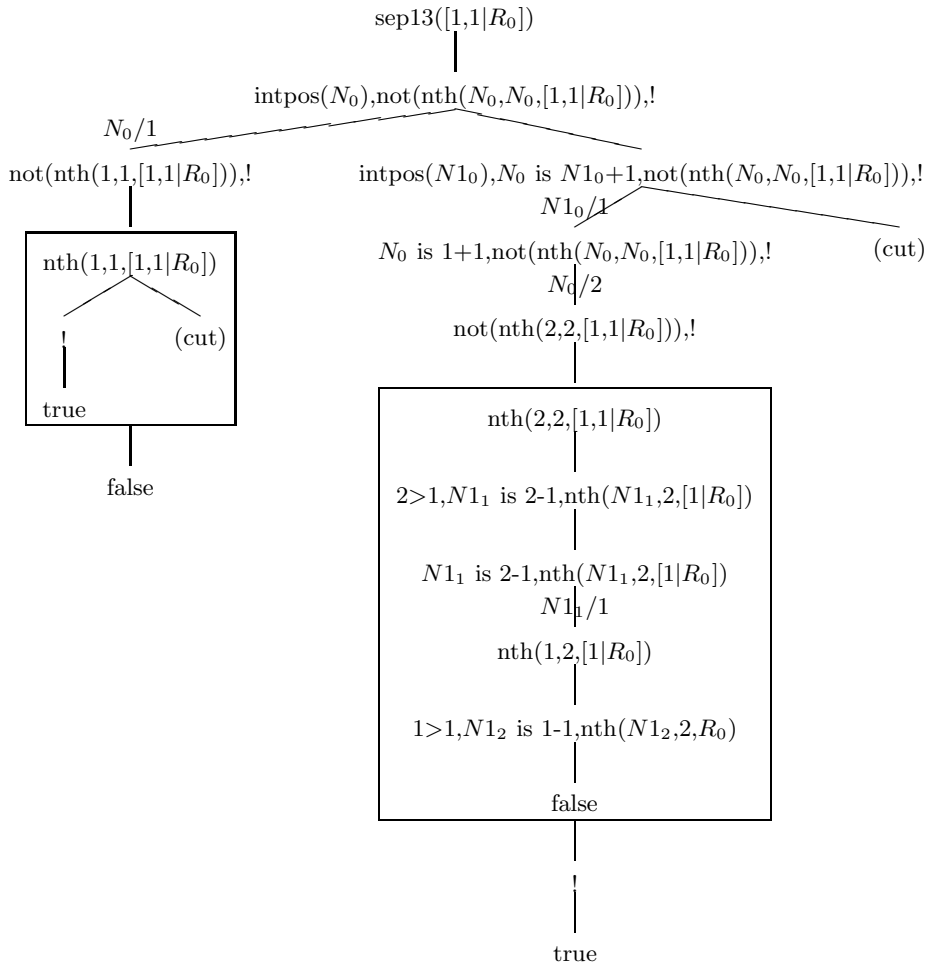 sep13([1,1|R₀])
intpos(N₀),not(nth(N₀,N₀,[1,1|R₀])),!
N₀/1
not(nth(1,1,[1,1|R₀])),!
intpos(N1₀),N₀ is N1₀+1,not(nth(N₀,N₀,[1,1|R₀])),!
N1₀/1
nth(1,1,[1,1|R₀])
N₀ is 1+1,not(nth(N₀,N₀,[1,1|R₀])),!
(cut)
N₀/2
!
(cut)
not(nth(2,2,[1,1|R₀])),!
true
nth(2,2,[1,1|R₀])
false
2>1,N1₁ is 2-1,nth(N1₁,2,[1|R₀])
N1₁ is 2-1,nth(N1₁,2,[1|R₀])
N1₁/1
nth(1,2,[1|R₀])
1>1,N1₂ is 1-1,nth(N1₂,2,R₀)
false
!
true